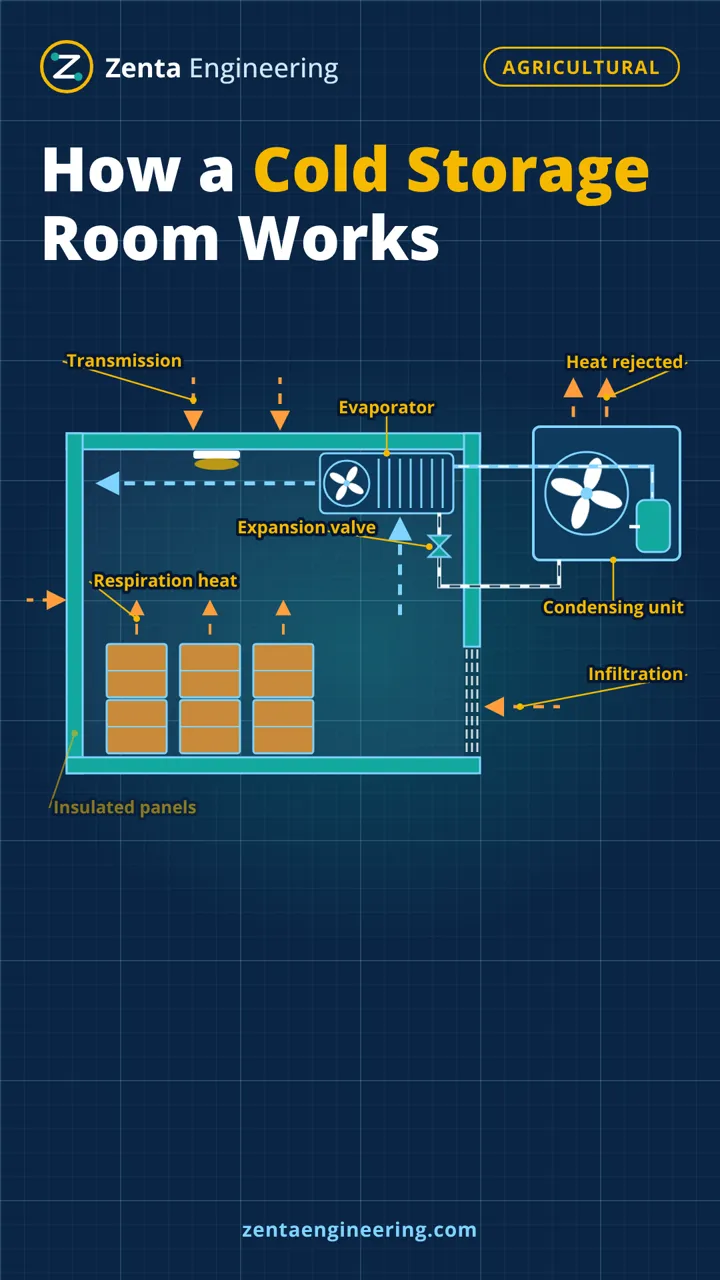 Z
Zenta Engineering
AGRICULTURAL
How a Cold Storage
Room Works
Transmission
Heat rejected
Evaporator
Expansion valve
Respiration heat
Condensing unit
Infiltration
Insulated panels
zentaengineering.com